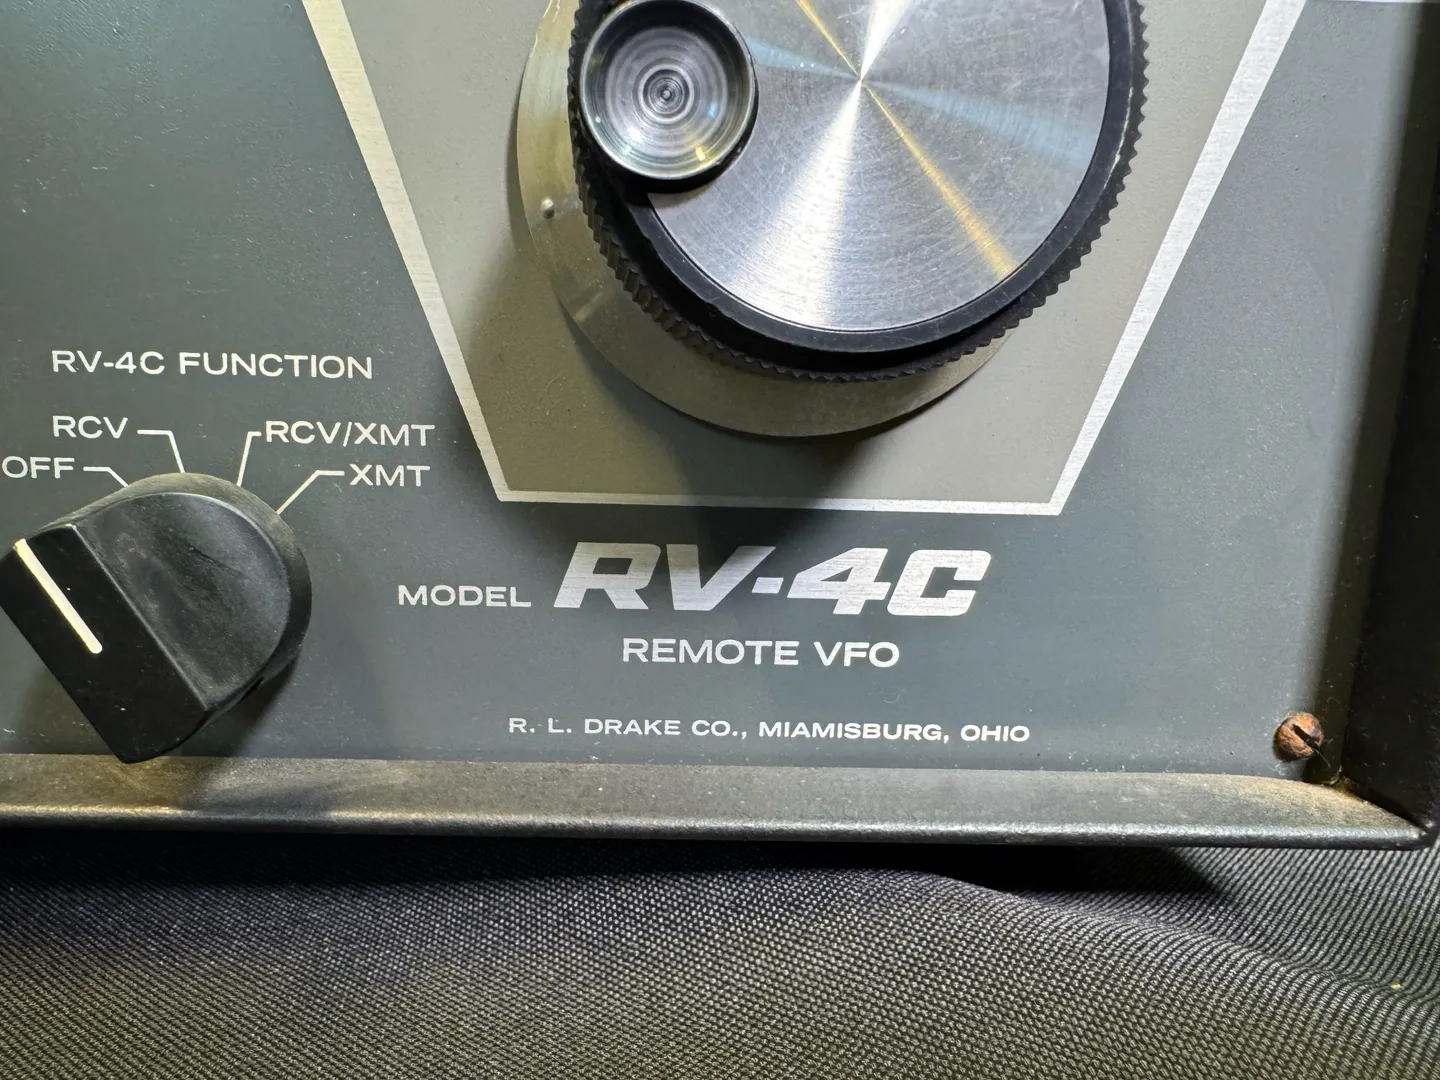 RV-4C FUNCTION
RCV
RCV/XMT
OFF
XMT
MODEL RV-4C
REMOTE VFO
R. L. DRAKE CO., MIAMISBURG, OHIO